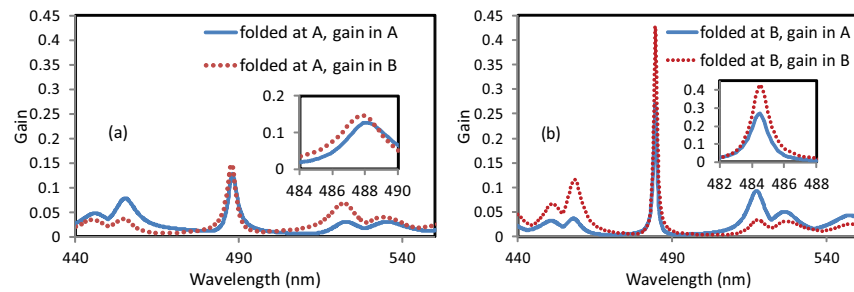 0.45
0.4
0.35
0.3
0.25
0.2
0.15
0.1
0.05
0
Gain
(a)
folded at A, gain in A
folded at A, gain in B
0.2
0.1
0
484 486 488 490
440 490 540
Wavelength (nm)
0.45
0.4
0.35
0.3
0.25
0.2
0.15
0.1
0.05
0
Gain
(b)
folded at B, gain in A
folded at B, gain in B
0.4
0.2
0
482 484 486 488
440 490 540
Wavelength (nm)